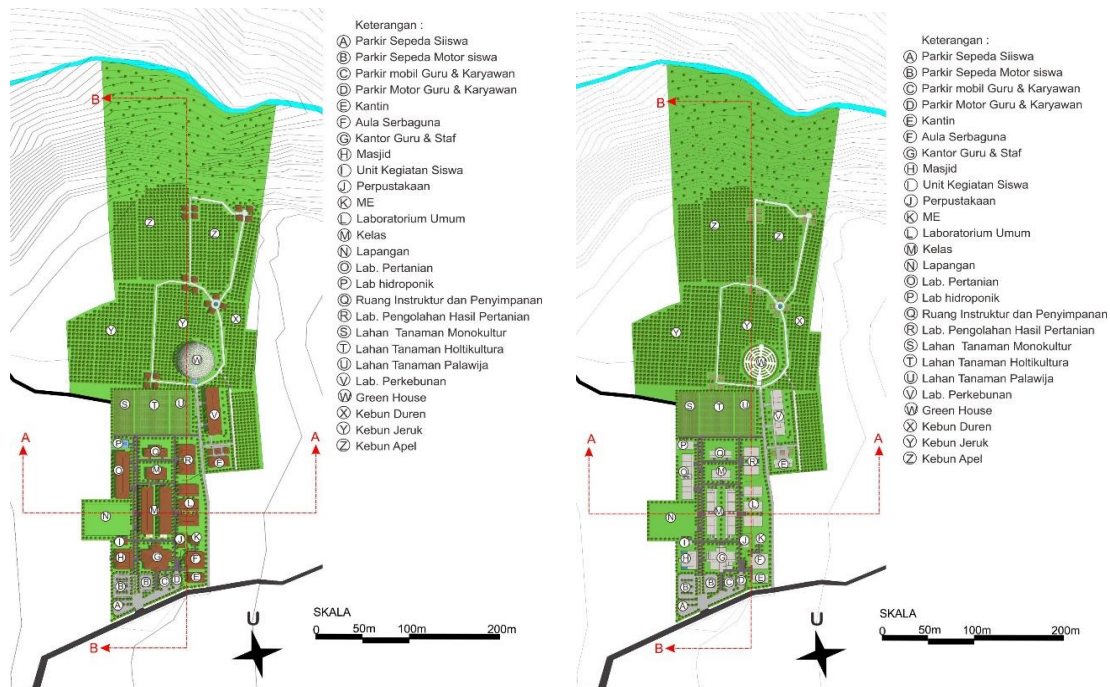 Keterangan :
A Parkir Sepeda Siiswa
B Parkir Sepeda Motor siswa
C Parkir mobil Guru & Karyawan
D Parkir Motor Guru & Karyawan
E Kantin
F Aula Serbaguna
G Kantor Guru & Staf
H Masjid
I Unit Kegiatan Siswa
J Perpustakaan
K ME
L Laboratorium Umum
M Kelas
N Lapangan
O Lab. Pertanian
P Lab hidroponik
Q Ruang Instruktur dan Penyimpanan
R Lab. Pengolahan Hasil Pertanian
S Lahan Tanaman Monokultur
T Lahan Tanaman Holtikultura
U Lahan Tanaman Palawija
V Lab. Perkebunan
W Green House
X Kebun Duren
Y Kebun Jeruk
Z Kebun Apel
B
Z
Z
Y
Y
X
W
S T U
V
A
A
P
Q
R
O
M
E
M
L
N
I
J
K
H
G
F
B
B
C
D
E
A
B
U
SKALA
0 50m 100m 200m
Keterangan :
A Parkir Sepeda Siiswa
B Parkir Sepeda Motor siswa
C Parkir mobil Guru & Karyawan
D Parkir Motor Guru & Karyawan
E Kantin
F Aula Serbaguna
G Kantor Guru & Staf
H Masjid
I Unit Kegiatan Siswa
J Perpustakaan
K ME
L Laboratorium Umum
M Kelas
N Lapangan
O Lab. Pertanian
P Lab hidroponik
Q Ruang Instruktur dan Penyimpanan
R Lab. Pengolahan Hasil Pertanian
S Lahan Tanaman Monokultur
T Lahan Tanaman Holtikultura
U Lahan Tanaman Palawija
V Lab. Perkebunan
W Green House
X Kebun Duren
Y Kebun Jeruk
Z Kebun Apel
B
Z
Z
Y
Y
X
W
S T U
V
A
A
P
Q
R
O
M
E
M
L
N
I
J
K
H
G
F
B
B
C
D
E
A
B
U
SKALA
0 50m 100m 200m